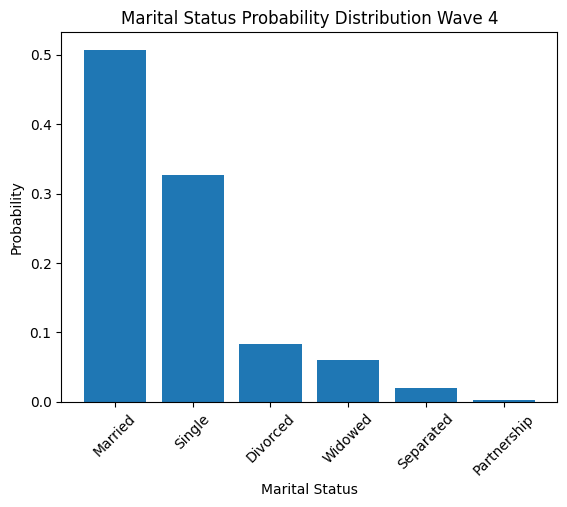 Marital Status Probability Distribution Wave 4
Probability
0.5
0.4
0.3
0.2
0.1
0.0
Married
Single
Divorced
Widowed
Separated
Partnership
Marital Status